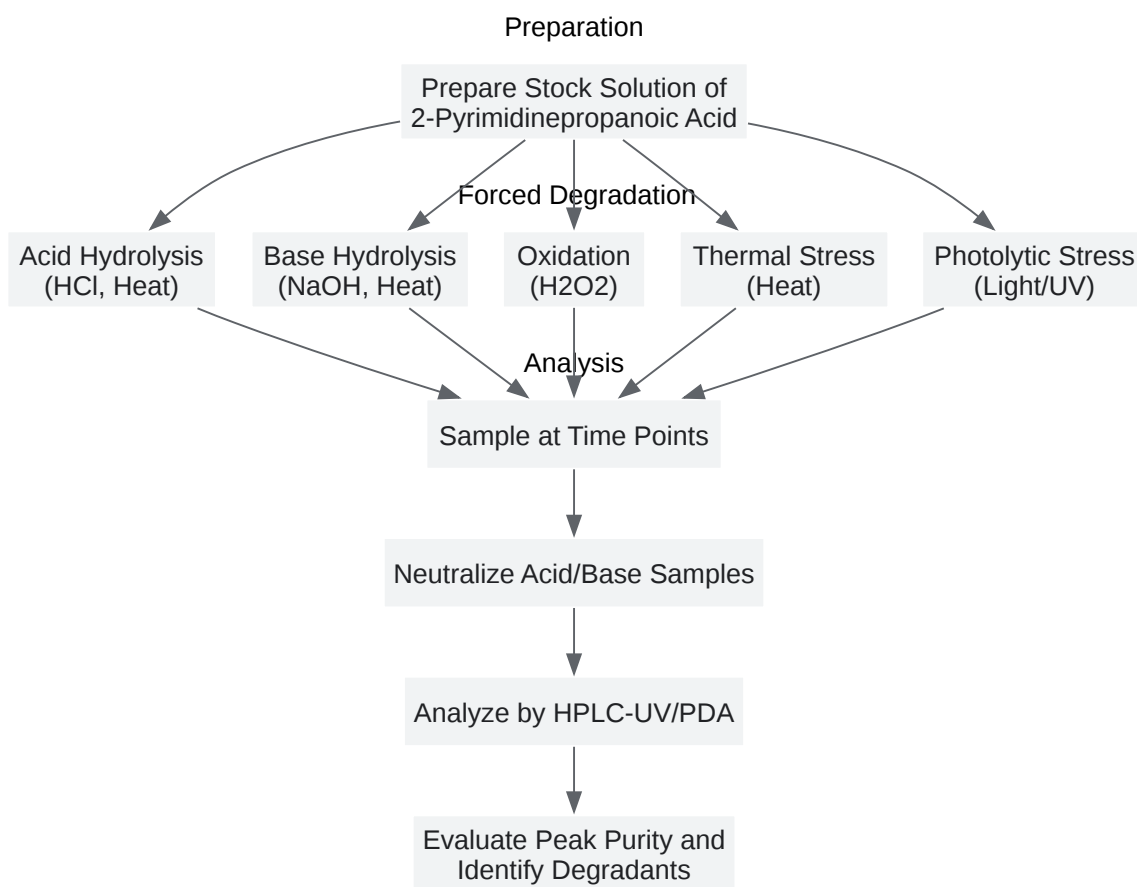 Preparation
Prepare Stock Solution of
2-Pyrimidinepropanoic Acid
Forced Degradation
Acid Hydrolysis
(HCl, Heat)
Base Hydrolysis
(NaOH, Heat)
Oxidation
(H2O2)
Thermal Stress
(Heat)
Photolytic Stress
(Light/UV)
Analysis
Sample at Time Points
Neutralize Acid/Base Samples
Analyze by HPLC-UV/PDA
Evaluate Peak Purity and
Identify Degradants